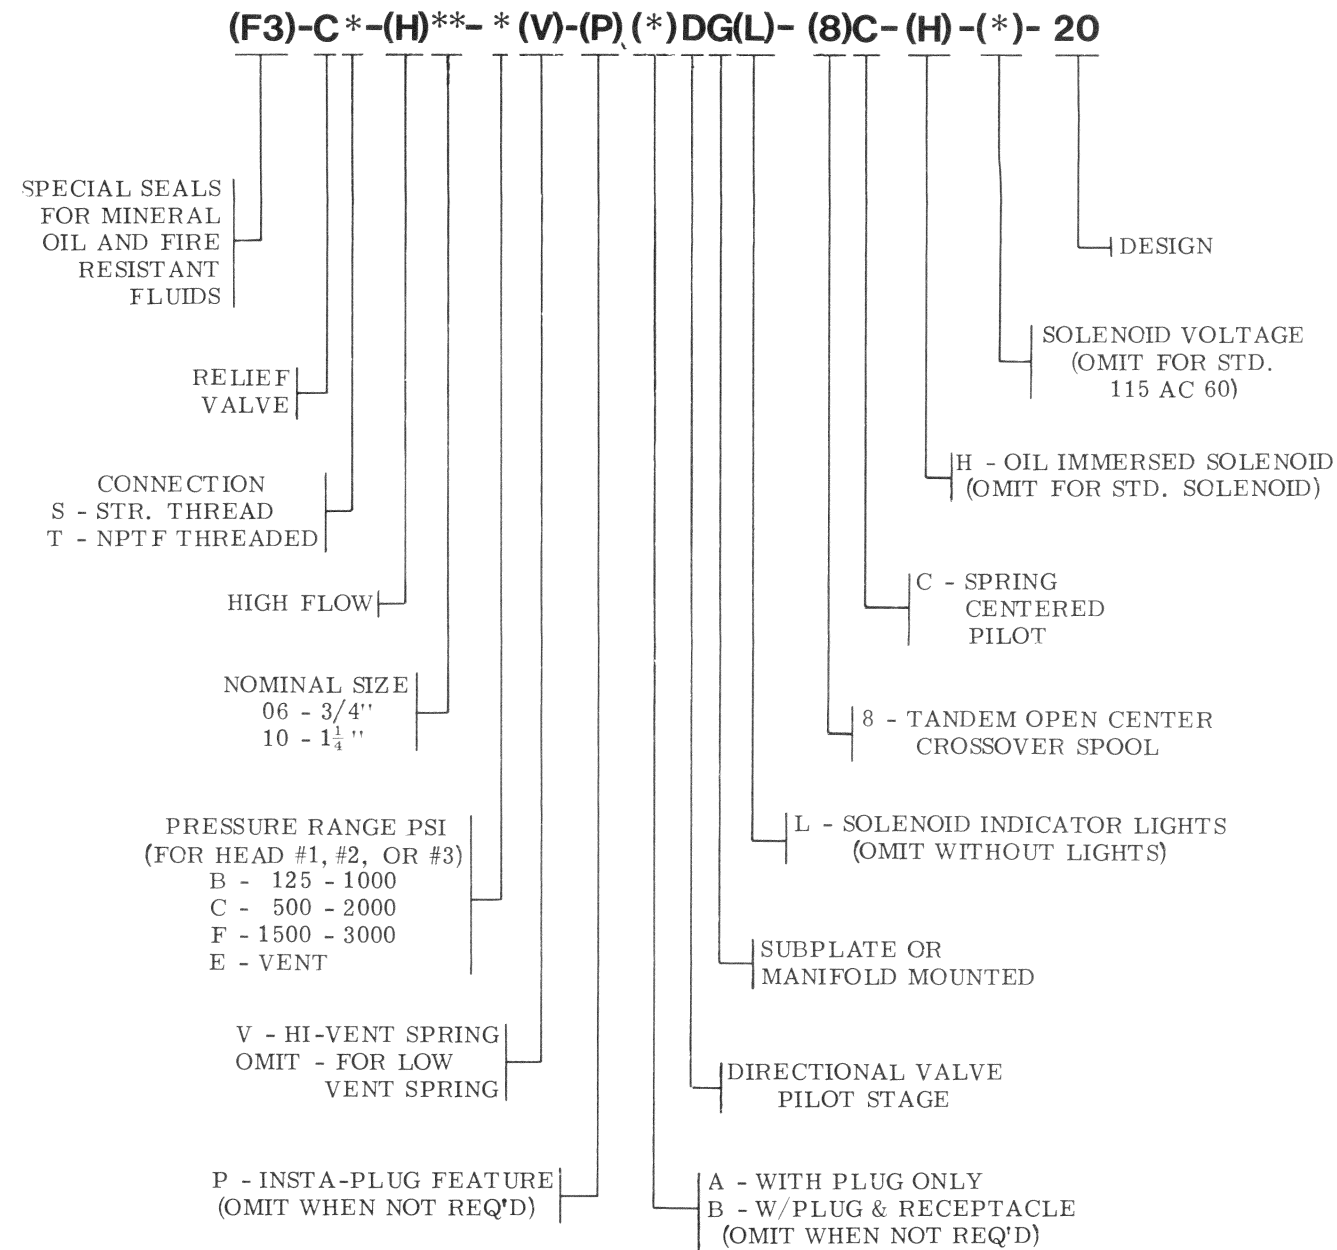 (F3)-C*-(H)**-*(V)-(P)(*)DG(L)-(8)C-(H)-(*)-20
SPECIAL SEALS
FOR MINERAL
OIL AND FIRE
RESISTANT
FLUIDS
RELIEF
VALVE
CONNECTION
S - STR. THREAD
T - NPTF THREADED
HIGH FLOW
NOMINAL SIZE
06 - 3/4"
10 - 1¼"
PRESSURE RANGE PSI
(FOR HEAD #1, #2, OR #3)
B - 125 - 1000
C - 500 - 2000
F - 1500 - 3000
E - VENT
V - HI-VENT SPRING
OMIT - FOR LOW
VENT SPRING
P - INSTA-PLUG FEATURE
(OMIT WHEN NOT REQ'D)
DESIGN
SOLENOID VOLTAGE
(OMIT FOR STD.
115 AC 60)
H - OIL IMMERSED SOLENOID
(OMIT FOR STD. SOLENOID)
C - SPRING
CENTERED
PILOT
8 - TANDEM OPEN CENTER
CROSSOVER SPOOL
L - SOLENOID INDICATOR LIGHTS
(OMIT WITHOUT LIGHTS)
SUBPLATE OR
MANIFOLD MOUNTED
DIRECTIONAL VALVE
PILOT STAGE
A - WITH PLUG ONLY
B - W/PLUG & RECEPTACLE
(OMIT WHEN NOT REQ'D)